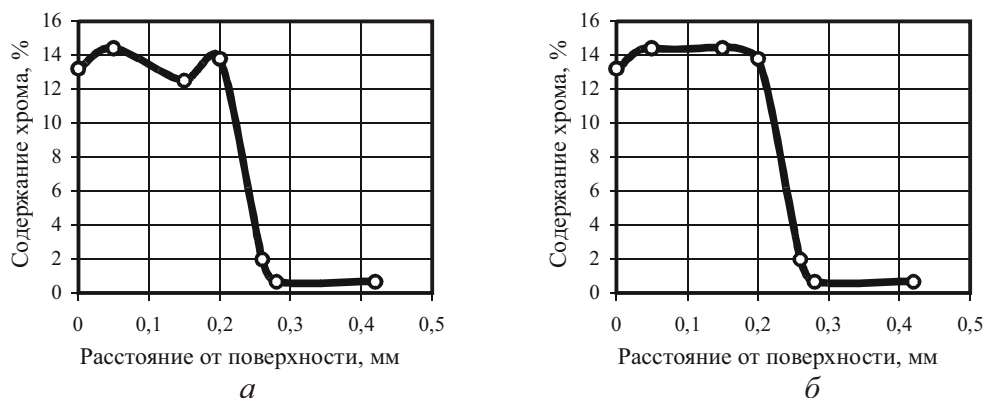 Содержание хрома, %
16
14
12
10
8
6
4
2
0
0 0,1 0,2 0,3 0,4 0,5
Расстояние от поверхности, мм
а
Содержание хрома, %
16
14
12
10
8
6
4
2
0
0 0,1 0,2 0,3 0,4 0,5
Расстояние от поверхности, мм
б